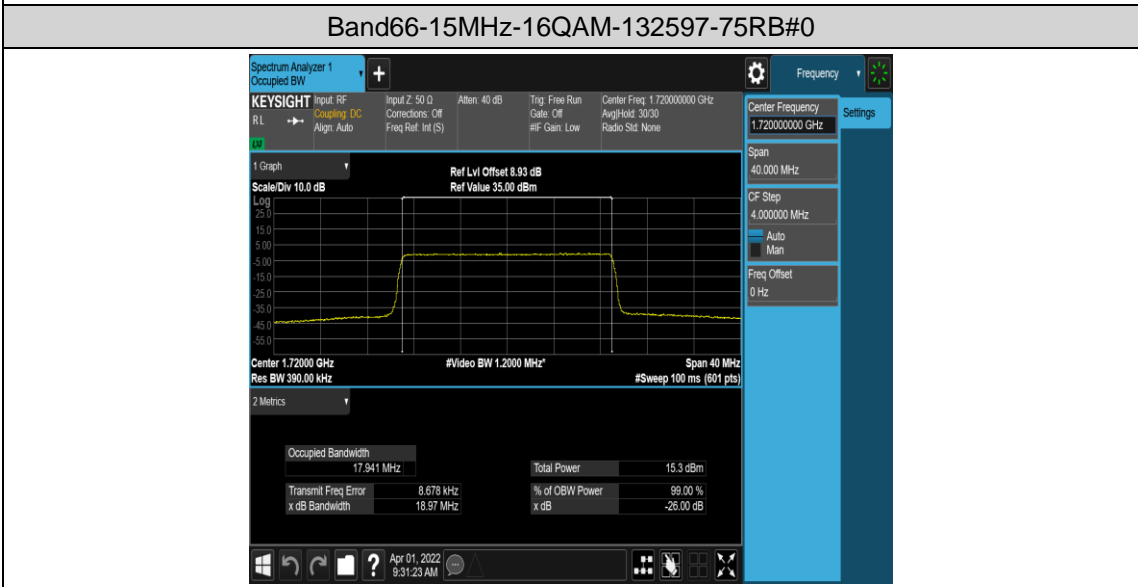 Band66-15MHz-16QAM-132597-75RB#0
Spectrum Analyzer 1
Occupied BW
Frequency
KEYSIGHT
RL
Input: RF
Coupling: DC
Align: Auto
Input Z: 50 Ω
Corrections: Off
Freq Ref: Int (S)
Atten: 40 dB
Trig: Free Run
Gate: Off
#IF Gain: Low
Center Freq: 1.720000000 GHz
Avg|Hold: 30/30
Radio Std: None
Center Frequency
1.720000000 GHz
Settings
Span
40.000 MHz
CF Step
4.000000 MHz
Auto
Man
Freq Offset
0 Hz
1 Graph
Scale/Div 10.0 dB
Ref Lvl Offset 8.93 dB
Ref Value 35.00 dBm
Log
25.0
15.0
5.00
-5.00
-15.0
-25.0
-35.0
-45.0
-55.0
Center 1.72000 GHz
Res BW 390.00 kHz
#Video BW 1.2000 MHz*
Span 40 MHz
#Sweep 100 ms (601 pts)
2 Metrics
Occupied Bandwidth
17.941 MHz
Total Power 15.3 dBm
Transmit Freq Error 8.678 kHz
% of OBW Power 99.00 %
x dB Bandwidth 18.97 MHz
x dB -26.00 dB
Apr 01, 2022
9:31:23 AM